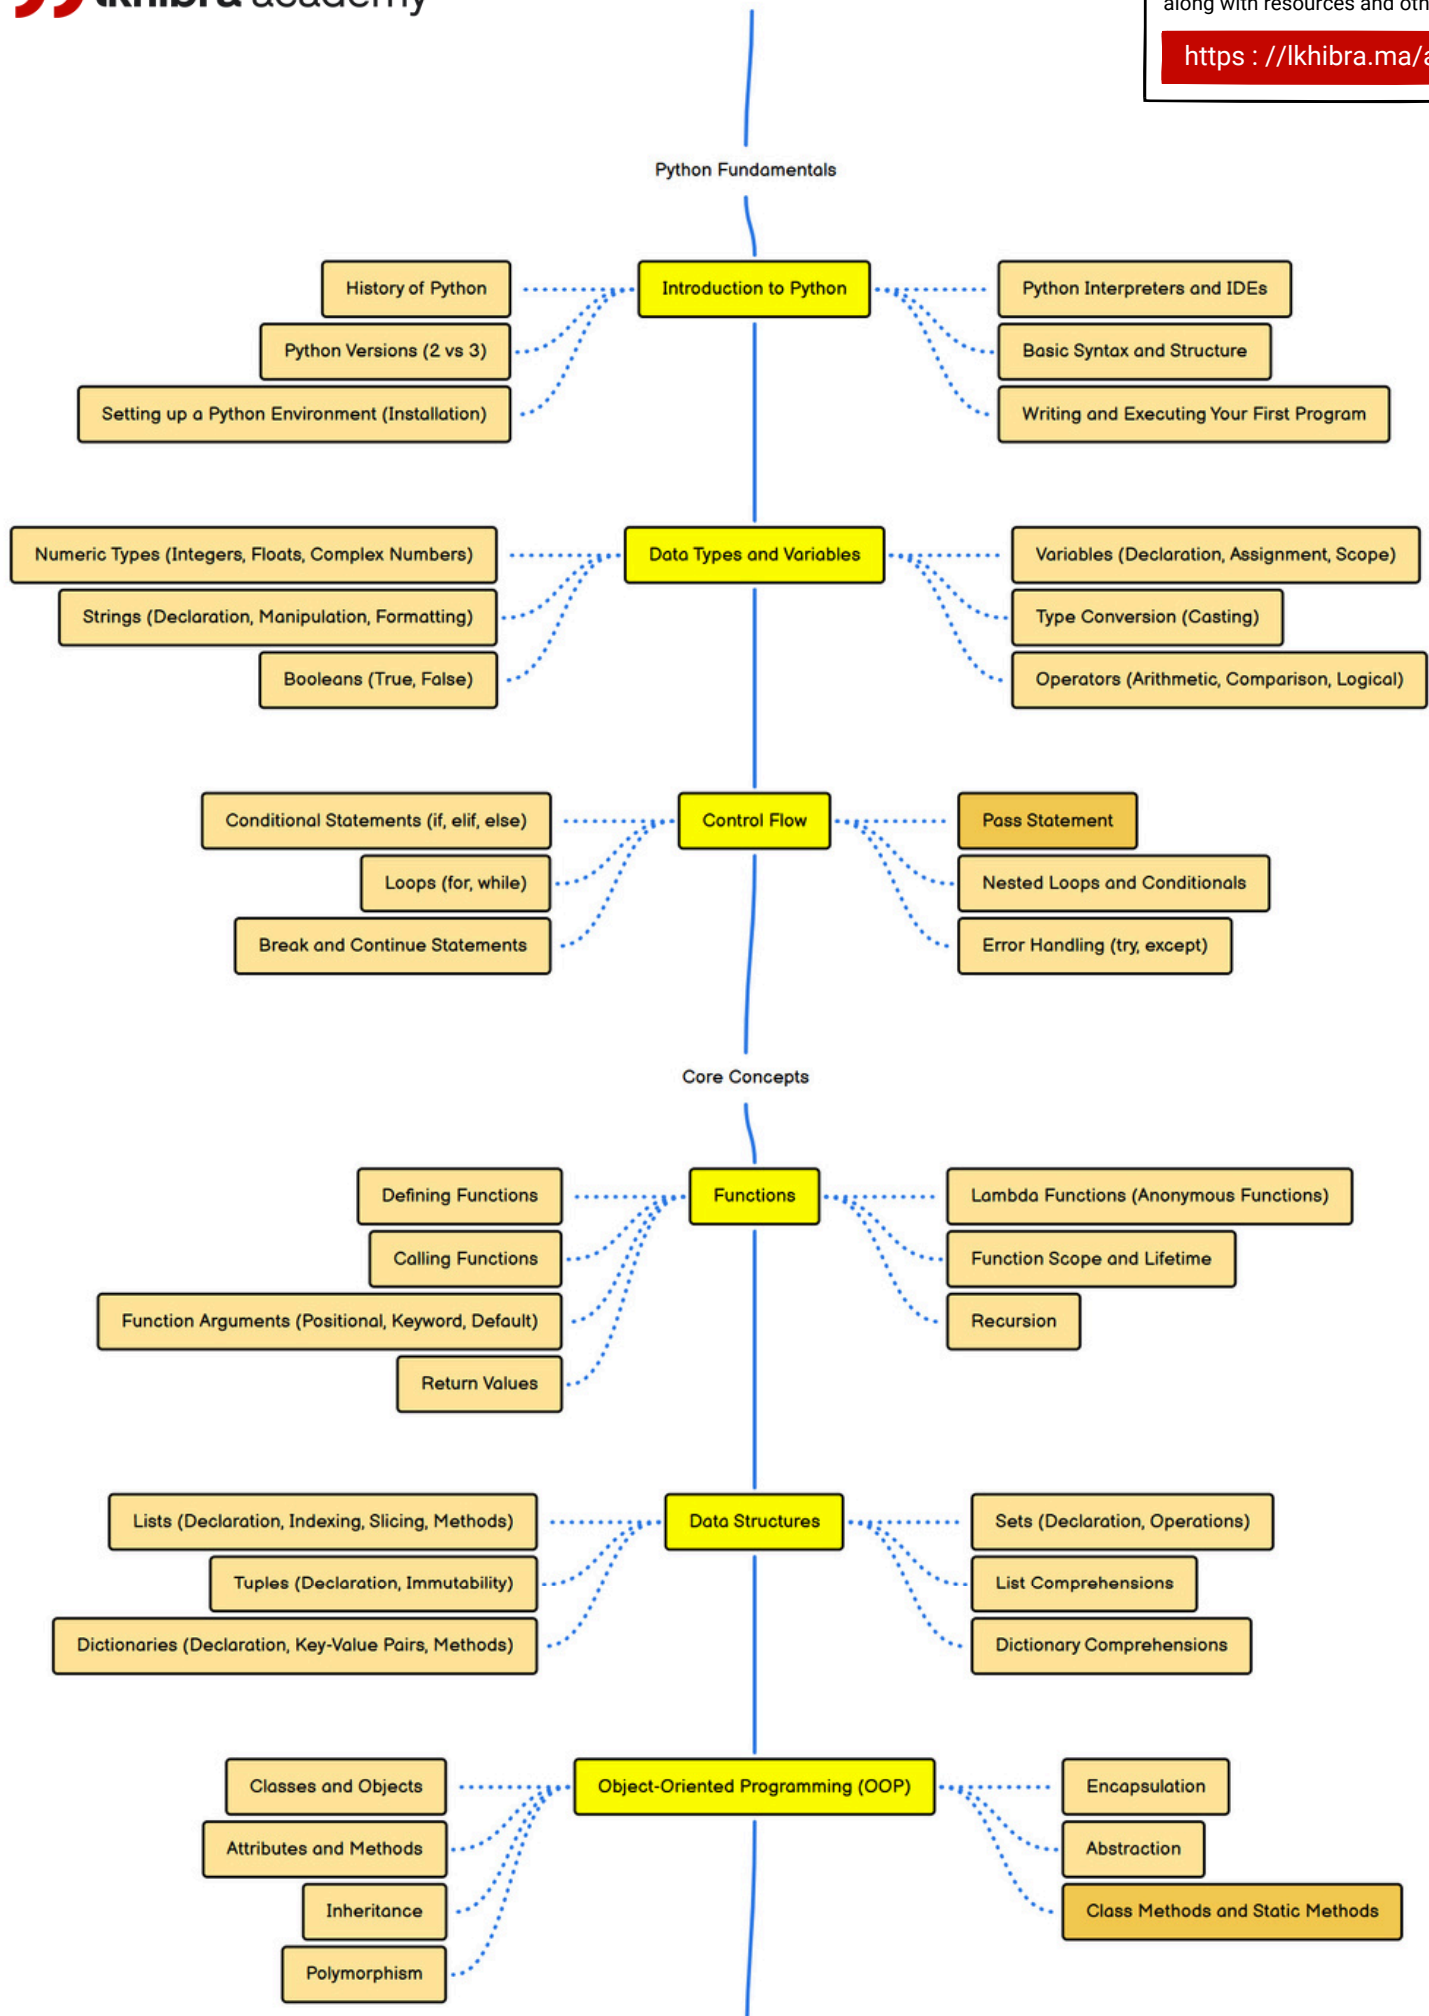 lkhibra academy
along with resources and oth
https : //lkhibra.ma/a
Python Fundamentals
Introduction to Python
History of Python
Python Versions (2 vs 3)
Setting up a Python Environment (Installation)
Python Interpreters and IDEs
Basic Syntax and Structure
Writing and Executing Your First Program
Data Types and Variables
Numeric Types (Integers, Floats, Complex Numbers)
Strings (Declaration, Manipulation, Formatting)
Booleans (True, False)
Variables (Declaration, Assignment, Scope)
Type Conversion (Casting)
Operators (Arithmetic, Comparison, Logical)
Control Flow
Conditional Statements (if, elif, else)
Loops (for, while)
Break and Continue Statements
Pass Statement
Nested Loops and Conditionals
Error Handling (try, except)
Core Concepts
Functions
Defining Functions
Calling Functions
Function Arguments (Positional, Keyword, Default)
Return Values
Lambda Functions (Anonymous Functions)
Function Scope and Lifetime
Recursion
Data Structures
Lists (Declaration, Indexing, Slicing, Methods)
Tuples (Declaration, Immutability)
Dictionaries (Declaration, Key-Value Pairs, Methods)
Sets (Declaration, Operations)
List Comprehensions
Dictionary Comprehensions
Object-Oriented Programming (OOP)
Classes and Objects
Attributes and Methods
Inheritance
Polymorphism
Encapsulation
Abstraction
Class Methods and Static Methods